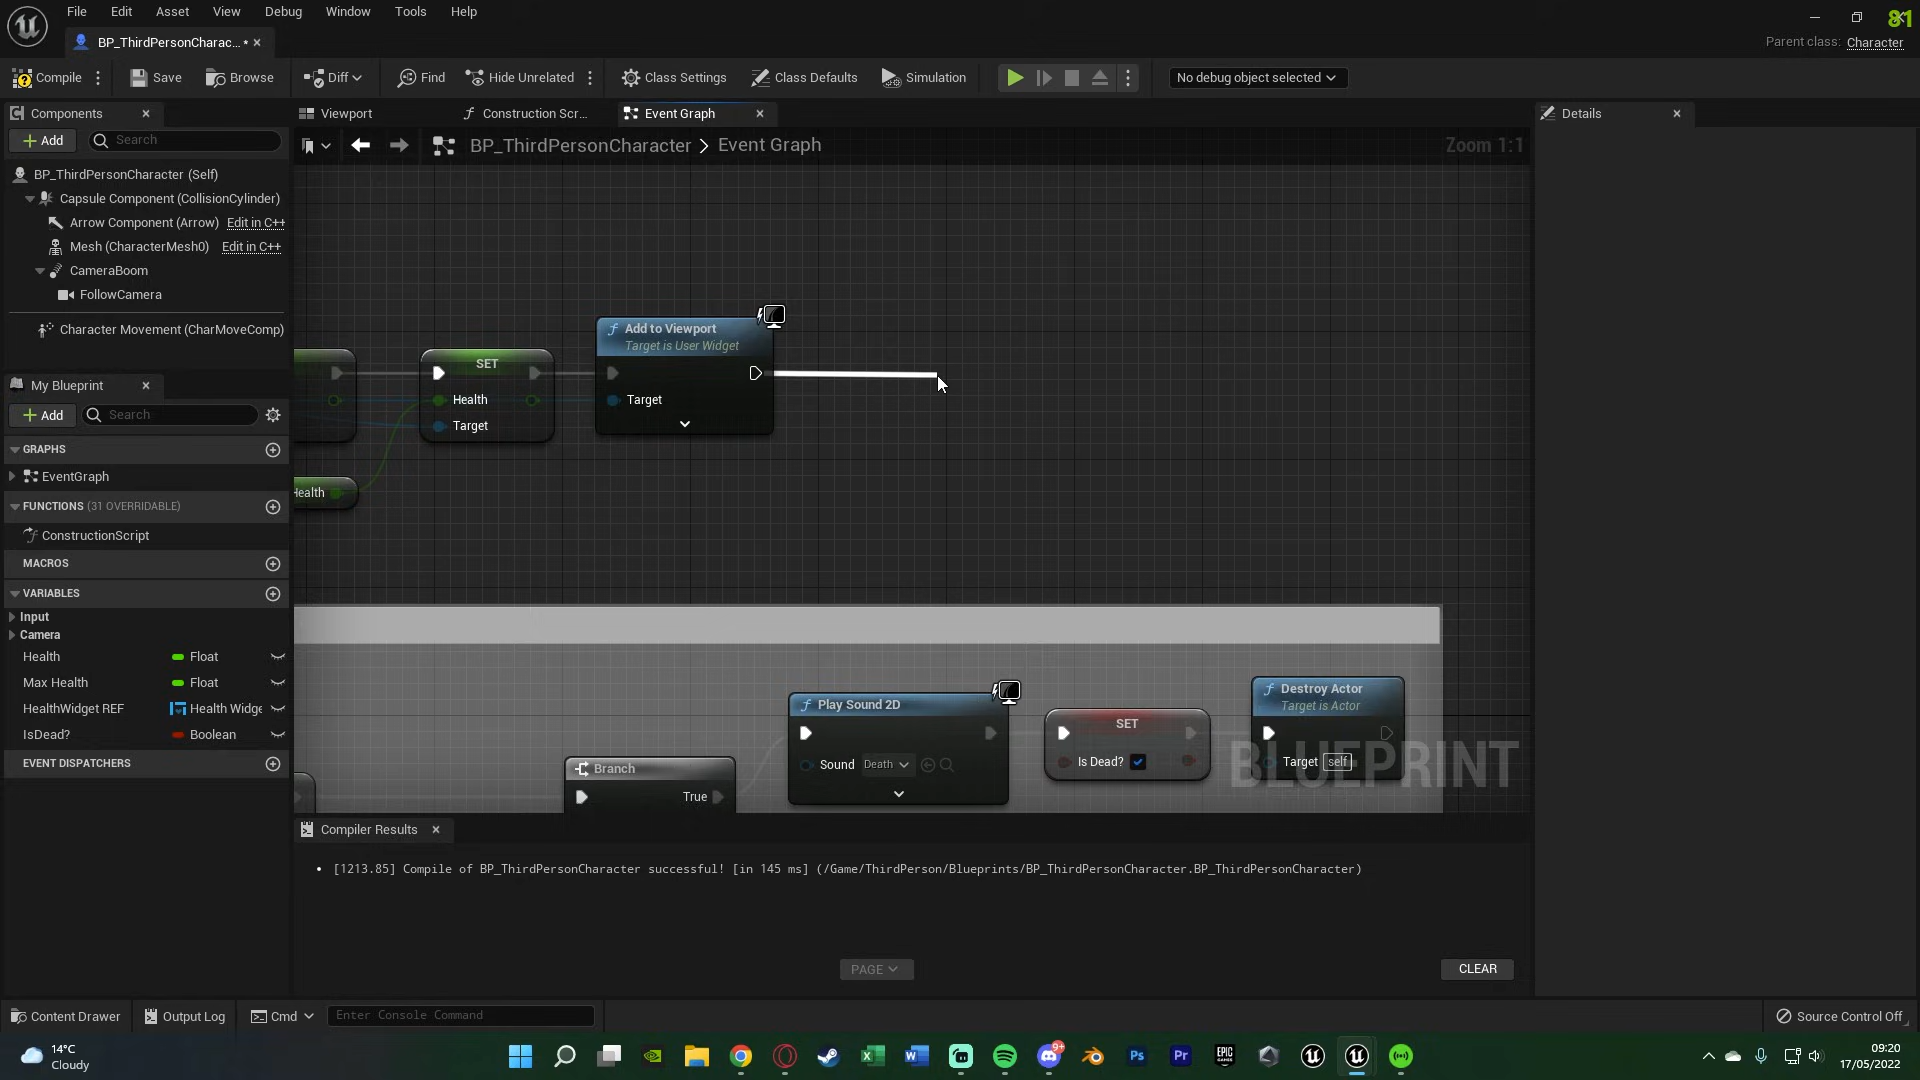 File Edit Asset View Debug Window Tools Help
81
BP_ThirdPersonCharac... •
Parent class: Character
Compile Save Browse Diff Find Hide Unrelated Class Settings Class Defaults Simulation No debug object selected
Components
Viewport
Construction Scr...
Event Graph
Details
Add
Search
BP_ThirdPersonCharacter > Event Graph
Zoom 1:1
BP_ThirdPersonCharacter (Self)
Capsule Component (CollisionCylinder)
Arrow Component (Arrow) Edit in C++
Mesh (CharacterMesh0) Edit in C++
CameraBoom
FollowCamera
Character Movement (CharMoveComp)
SET
Health
Target
Add to Viewport
Target is User Widget
Target
Health
My Blueprint
Add
Search
GRAPHS
EventGraph
FUNCTIONS (31 OVERRIDABLE)
ConstructionScript
MACROS
VARIABLES
Input
Camera
Health Float
Max Health Float
HealthWidget REF Health Widge
IsDead? Boolean
EVENT DISPATCHERS
Branch
True
Play Sound 2D
Sound Death
SET
Is Dead?
Destroy Actor
Target is Actor
Target self
BLUEPRINT
Compiler Results
[1213.85] Compile of BP_ThirdPersonCharacter successful! [in 145 ms] (/Game/ThirdPerson/Blueprints/BP_ThirdPersonCharacter.BP_ThirdPersonCharacter)
PAGE
CLEAR
Content Drawer Output Log Cmd Enter Console Command Source Control Off
14°C
Cloudy
9+
Ps
Pr
EPIC GAMES
09:20
17/05/2022